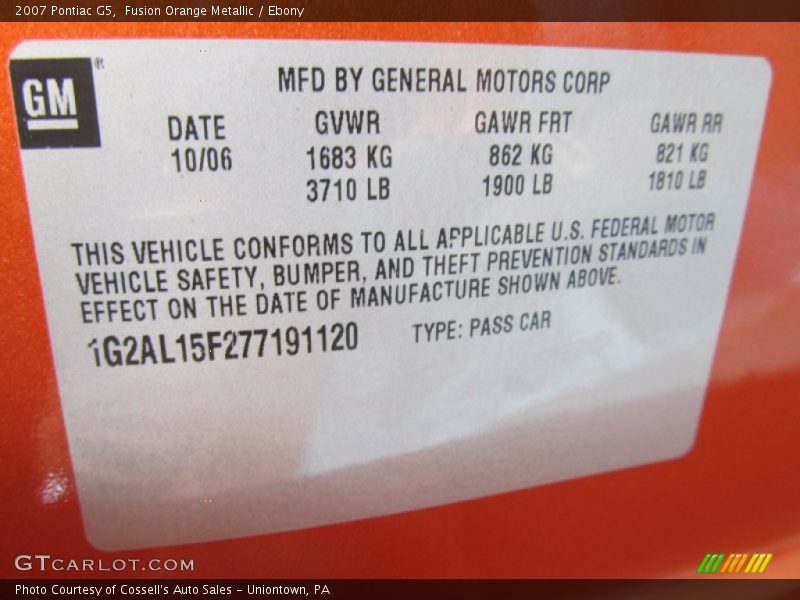 2007 Pontiac G5,  Fusion Orange Metallic / Ebony
GM®
MFD BY GENERAL MOTORS CORP
DATE GVWR GAWR FRT GAWR RR
10/06 1683 KG 862 KG 821 KG
3710 LB 1900 LB 1810 LB
THIS VEHICLE CONFORMS TO ALL APPLICABLE U.S. FEDERAL MOTOR
VEHICLE SAFETY, BUMPER, AND THEFT PREVENTION STANDARDS IN
EFFECT ON THE DATE OF MANUFACTURE SHOWN ABOVE.
1G2AL15F277191120 TYPE: PASS CAR
GTCARLOT.COM
Photo Courtesy of Cossell's Auto Sales - Uniontown, PA